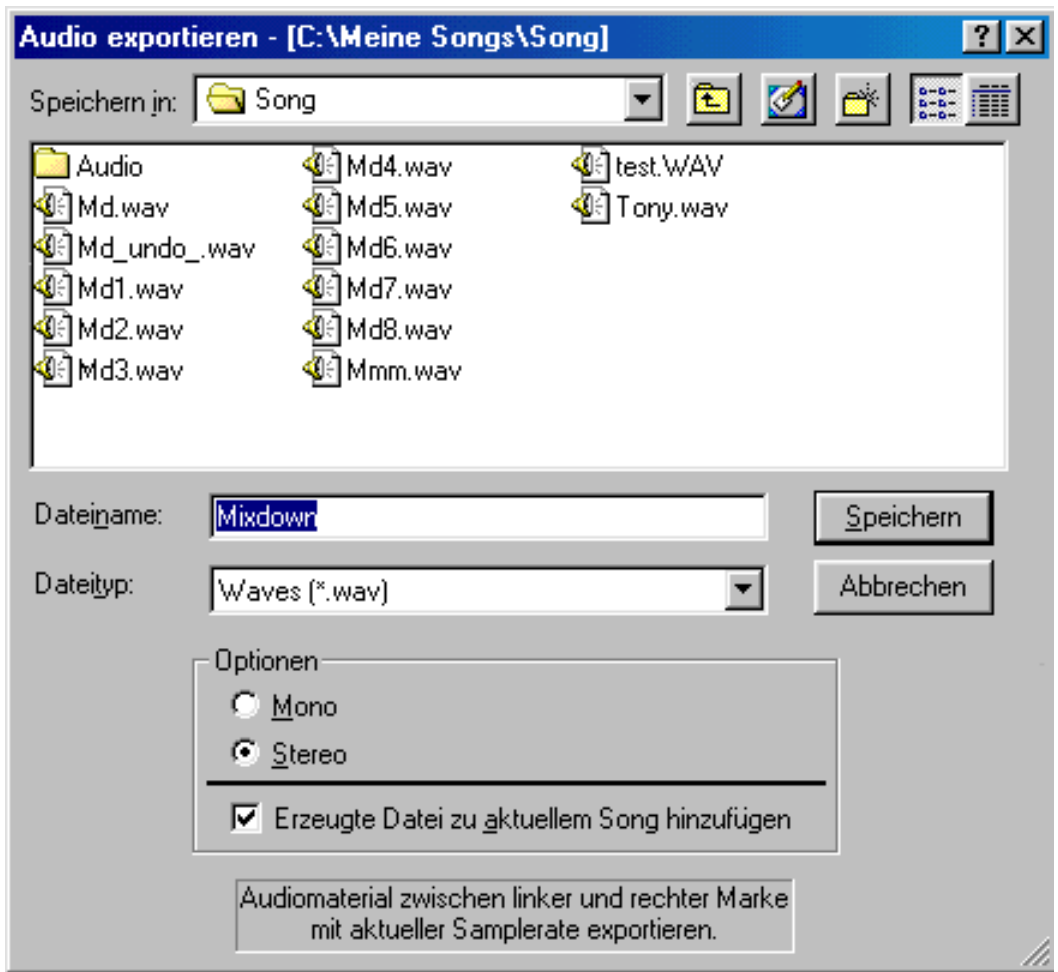 Audio exportieren - [C:\Meine Songs\Song]
Speichern in: Song
Audio
Md.wav
Md_undo_.wav
Md1.wav
Md2.wav
Md3.wav
Md4.wav
Md5.wav
Md6.wav
Md7.wav
Md8.wav
Mmm.wav
test.WAV
Tony.wav
Dateiname: Mixdown Speichern
Dateityp: Waves (*.wav) Abbrechen
Optionen
Mono
Stereo
Erzeugte Datei zu aktuellem Song hinzufügen
Audiomaterial zwischen linker und rechter Marke
mit aktueller Samplerate exportieren.